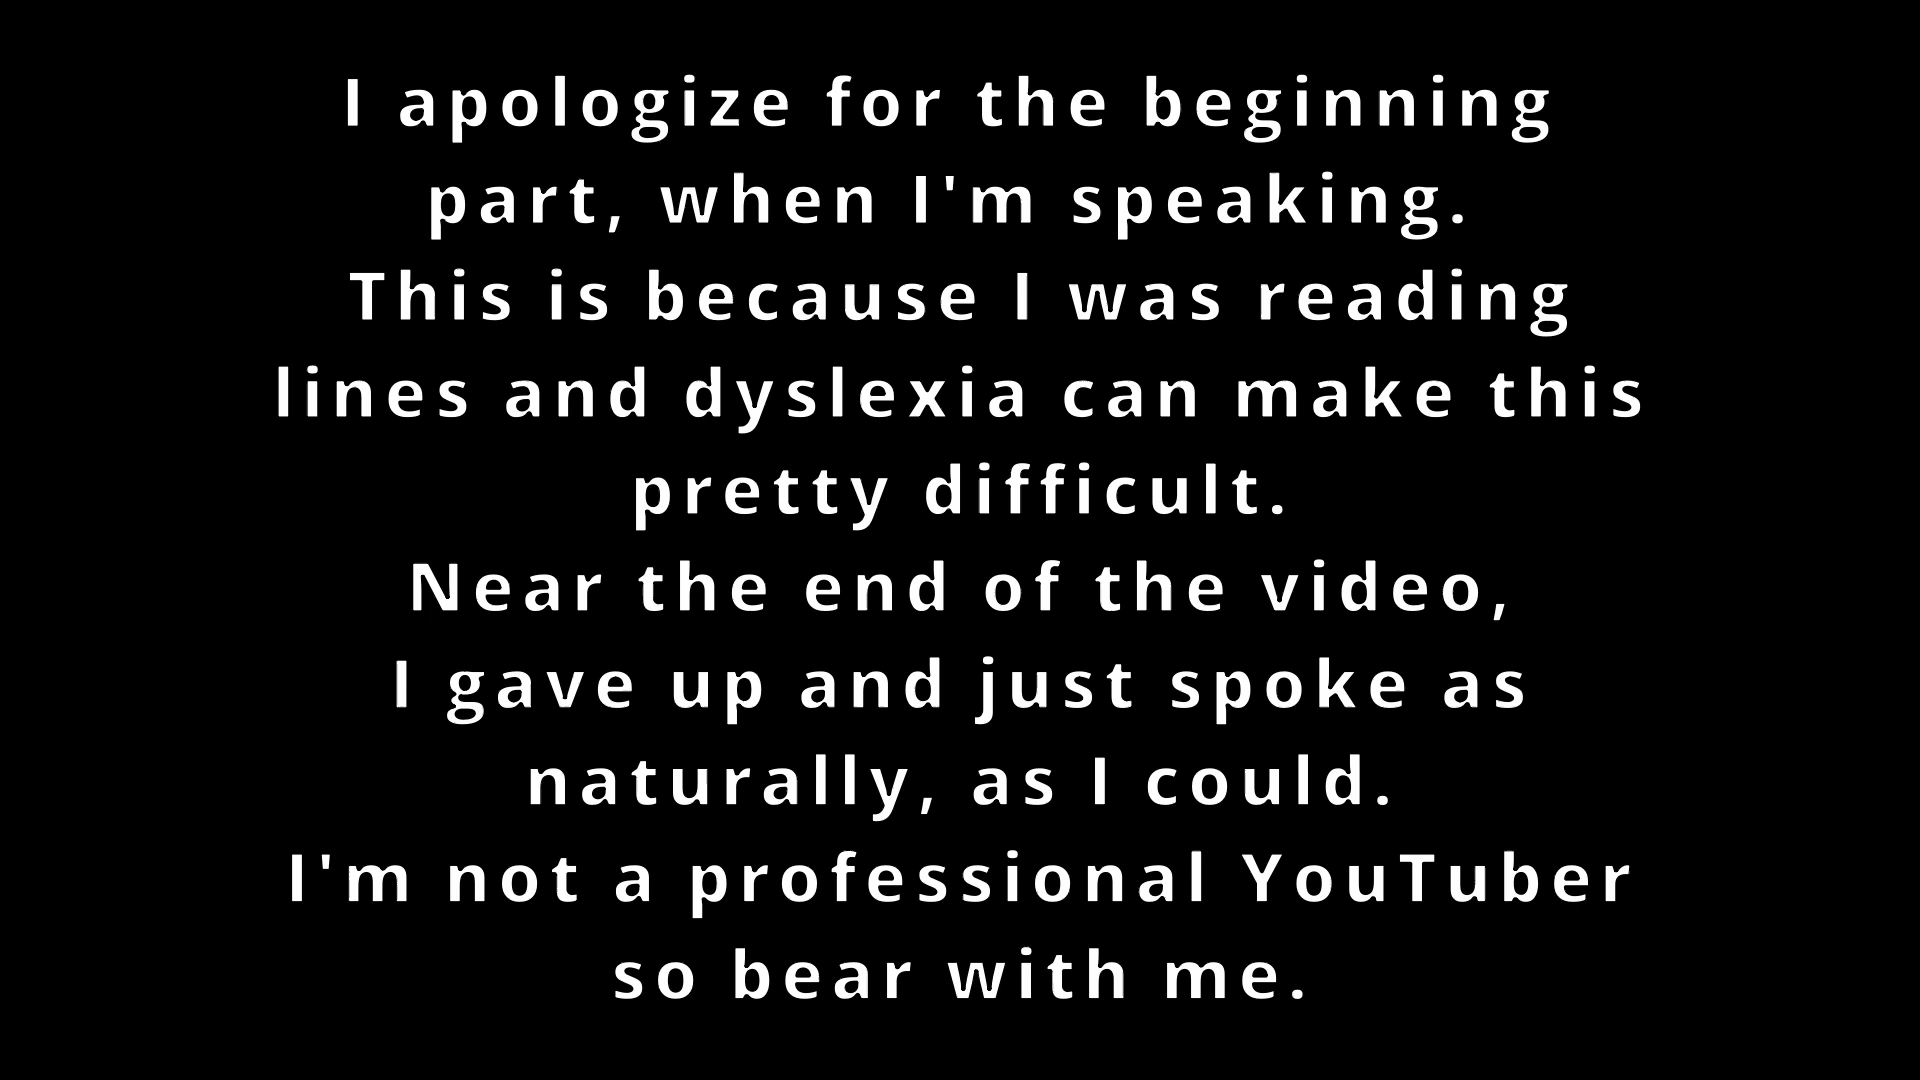 I apologize for the beginning
part, when I'm speaking.
This is because I was reading
lines and dyslexia can make this
pretty difficult.
Near the end of the video,
I gave up and just spoke as
naturally, as I could.
I'm not a professional YouTuber
so bear with me.